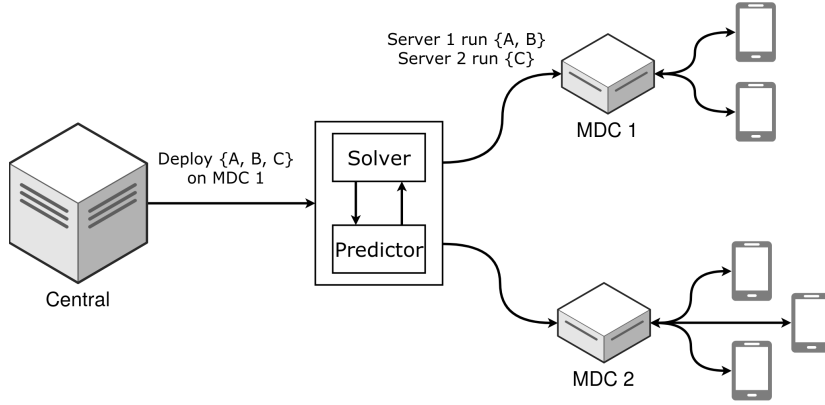 Server 1 run {A, B}
Server 2 run {C}
MDC 1
Deploy {A, B, C}
on MDC 1
Solver
Predictor
Central
MDC 2